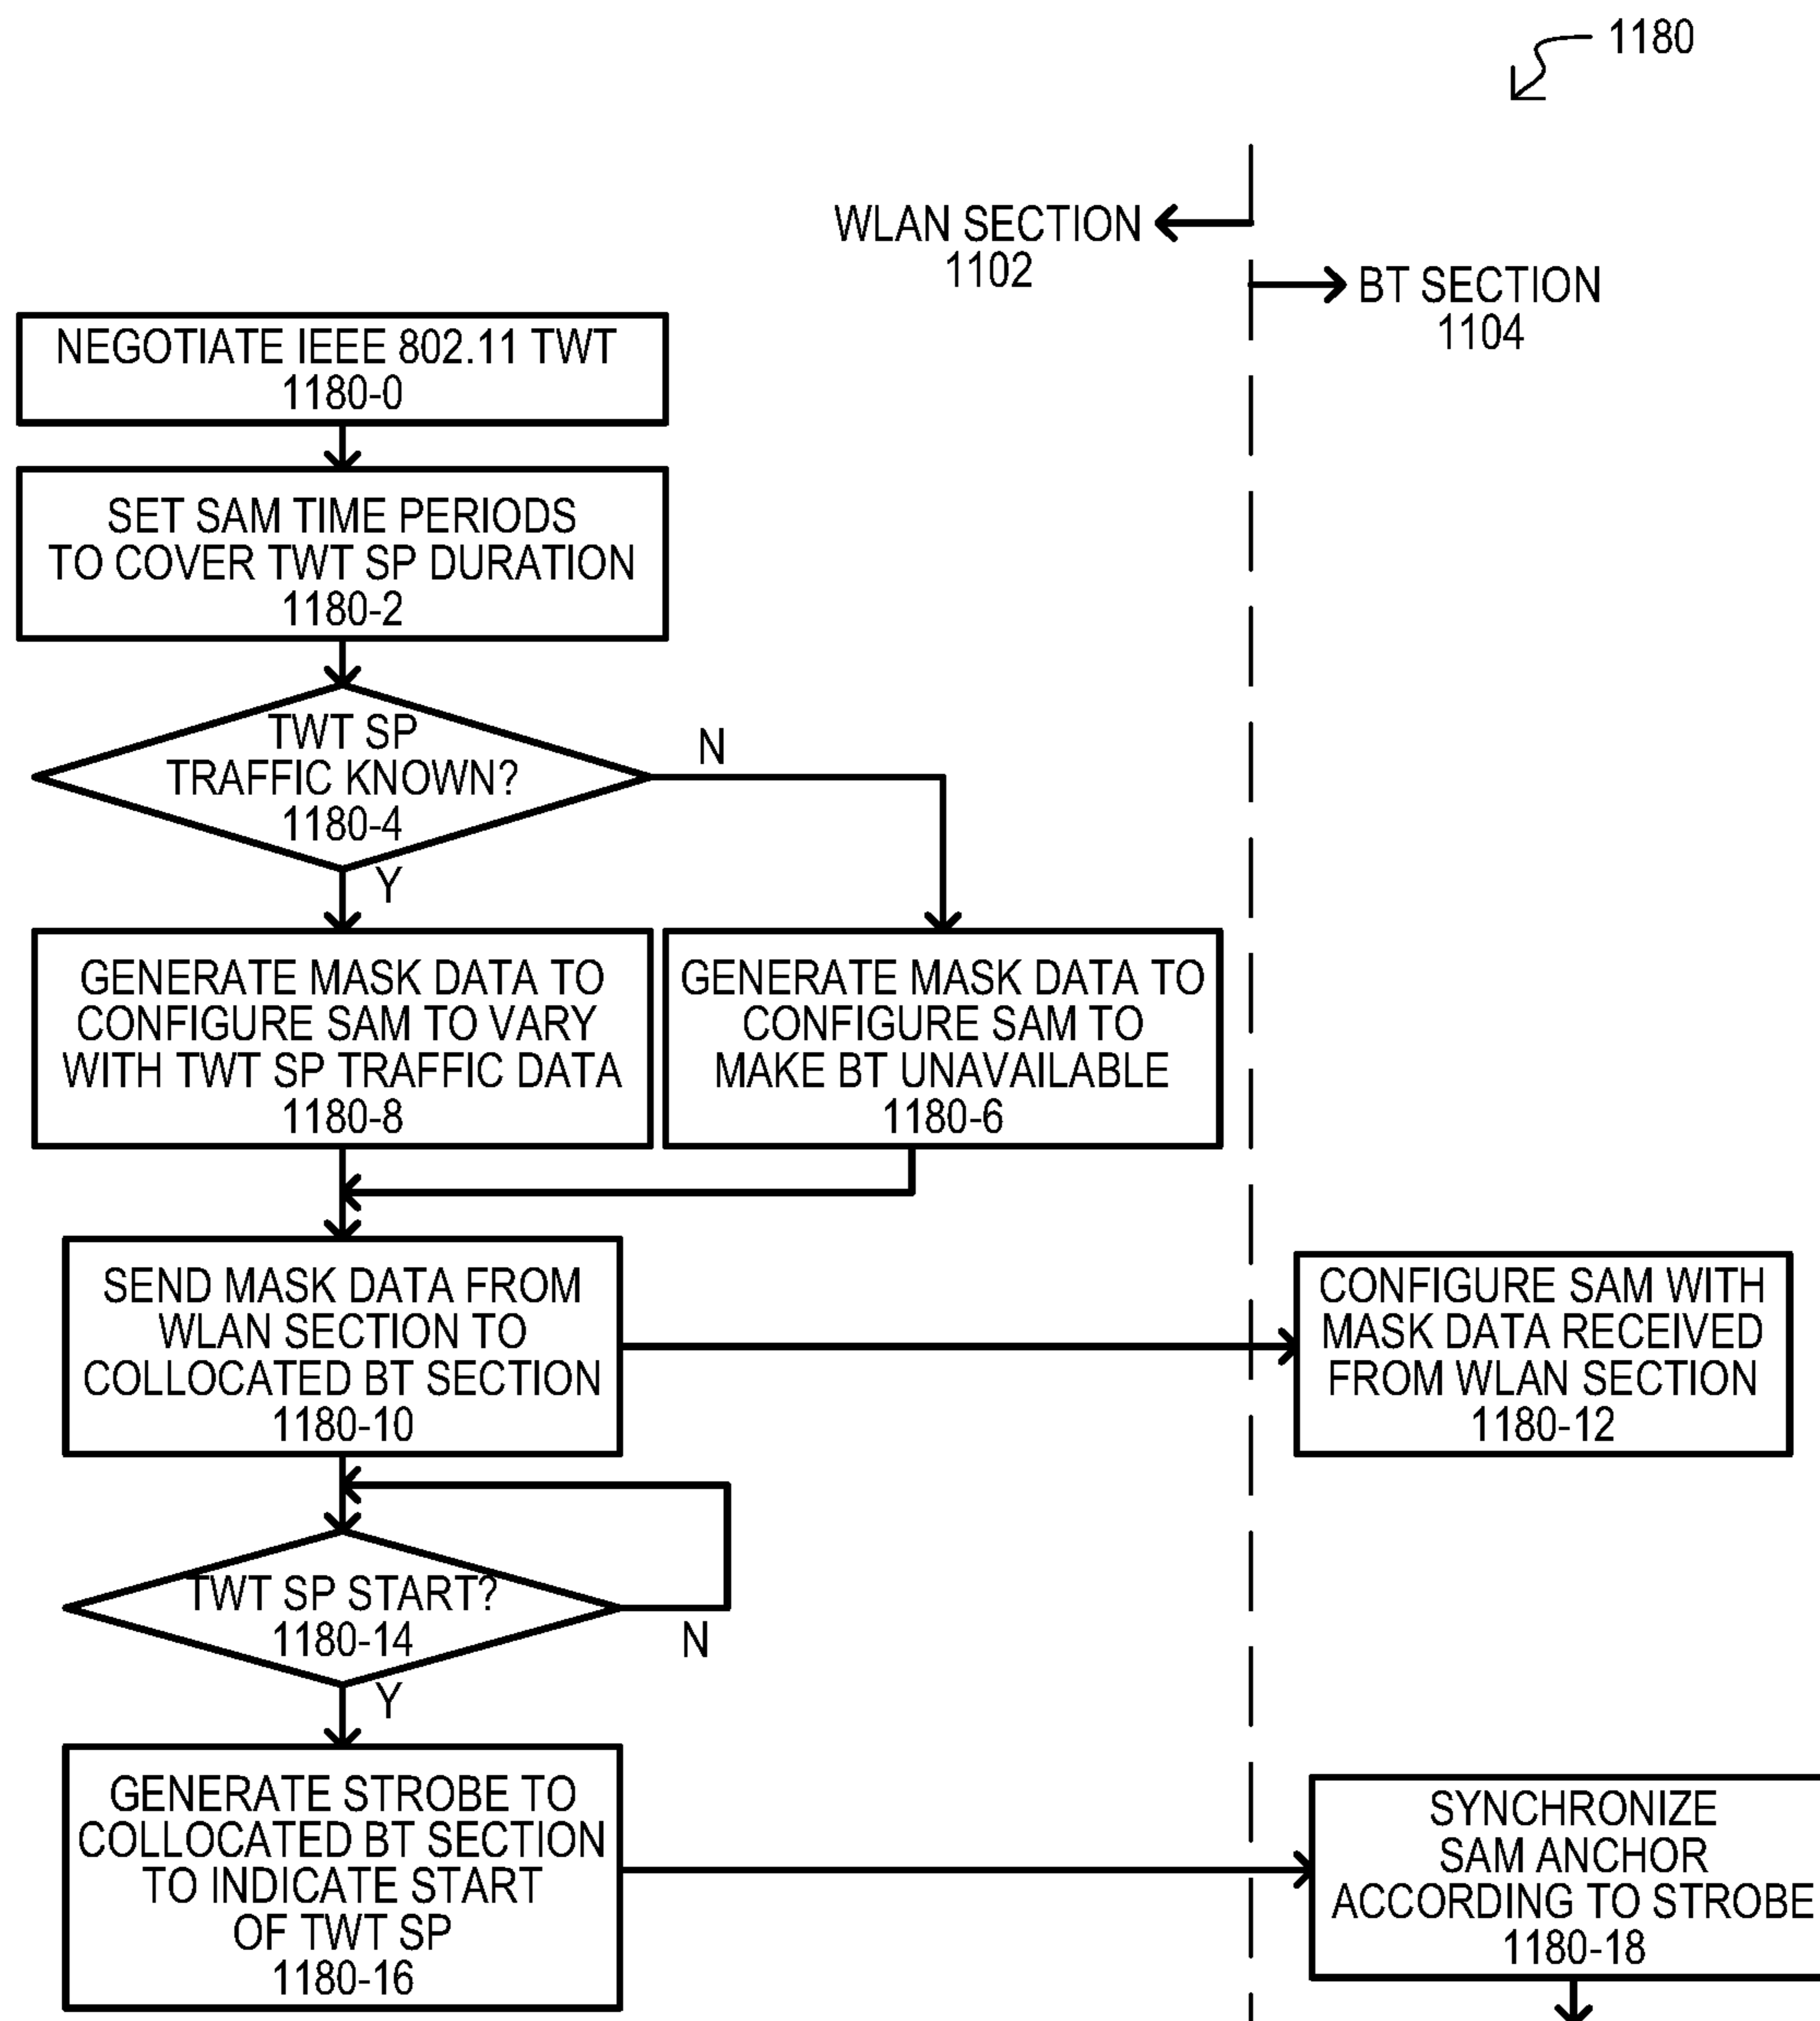 1180
WLAN SECTION
1102
BT SECTION
1104
NEGOTIATE IEEE 802.11 TWT
1180-0
SET SAM TIME PERIODS
TO COVER TWT SP DURATION
1180-2
TWT SP
TRAFFIC KNOWN?
1180-4
N
Y
GENERATE MASK DATA TO
CONFIGURE SAM TO VARY
WITH TWT SP TRAFFIC DATA
1180-8
GENERATE MASK DATA TO
CONFIGURE SAM TO
MAKE BT UNAVAILABLE
1180-6
SEND MASK DATA FROM
WLAN SECTION TO
COLLOCATED BT SECTION
1180-10
CONFIGURE SAM WITH
MASK DATA RECEIVED
FROM WLAN SECTION
1180-12
TWT SP START?
1180-14
N
Y
GENERATE STROBE TO
COLLOCATED BT SECTION
TO INDICATE START
OF TWT SP
1180-16
SYNCHRONIZE
SAM ANCHOR
ACCORDING TO STROBE
1180-18